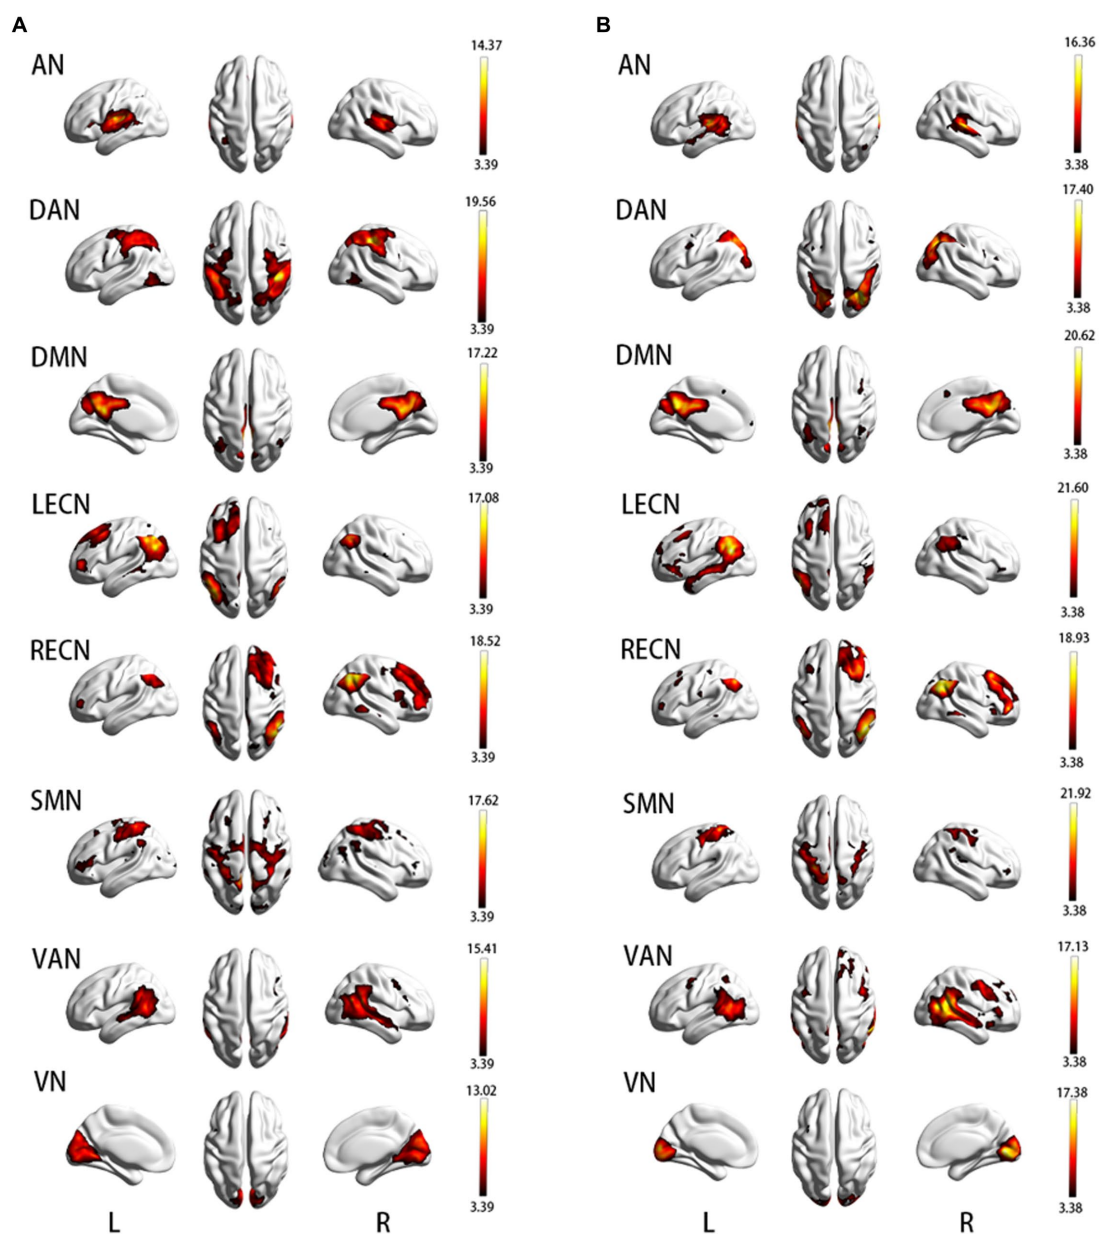 A
B
AN
14.37
3.39
AN
16.36
3.38
DAN
19.56
3.39
DAN
17.40
3.38
DMN
17.22
3.39
DMN
20.62
3.38
LECN
17.08
3.39
LECN
21.60
3.38
RECN
18.52
3.39
RECN
18.93
3.38
SMN
17.62
3.39
SMN
21.92
3.38
VAN
15.41
3.39
VAN
17.13
3.38
VN
13.02
3.39
VN
17.38
3.38
L
R
L
R